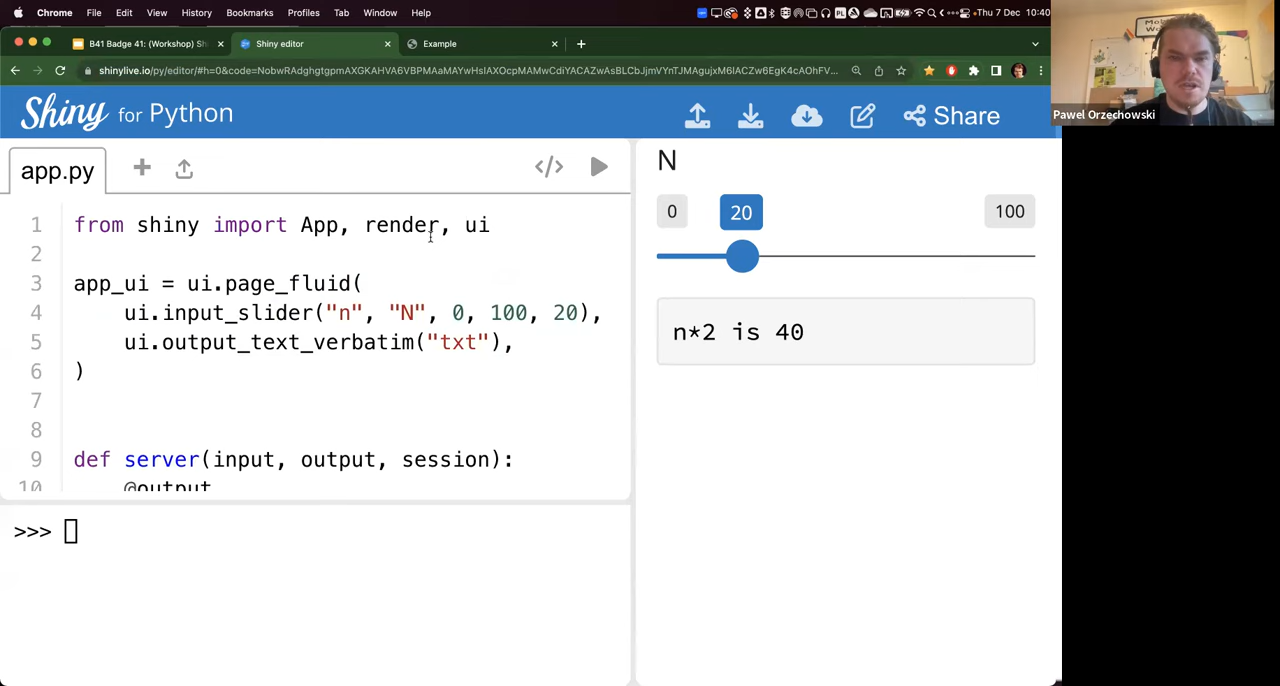 Chrome File Edit View History Bookmarks Profiles Tab Window Help
Thu 7 Dec 10:40
B41 Badge 41: (Workshop) Sh
Shiny editor
Example
shinylive.io/py/editor/#h=0&code=NobwRAdghgtgpmAXGKAHVA6VBPMAaMAYwHsIAXOcpMAMwCdiYACAZwAsBLCbJjmVYnTJMAgujxM6lACZw6EgK4cAOhFV...
Shiny for Python
Share
app.py
1 from shiny import App, render, ui
2
3 app_ui = ui.page_fluid(
4 ui.input_slider("n", "N", 0, 100, 20),
5 ui.output_text_verbatim("txt"),
6 )
7
8
9 def server(input, output, session):
10 @output
>>>
N
0 20 100
n*2 is 40
Pawel Orzechowski